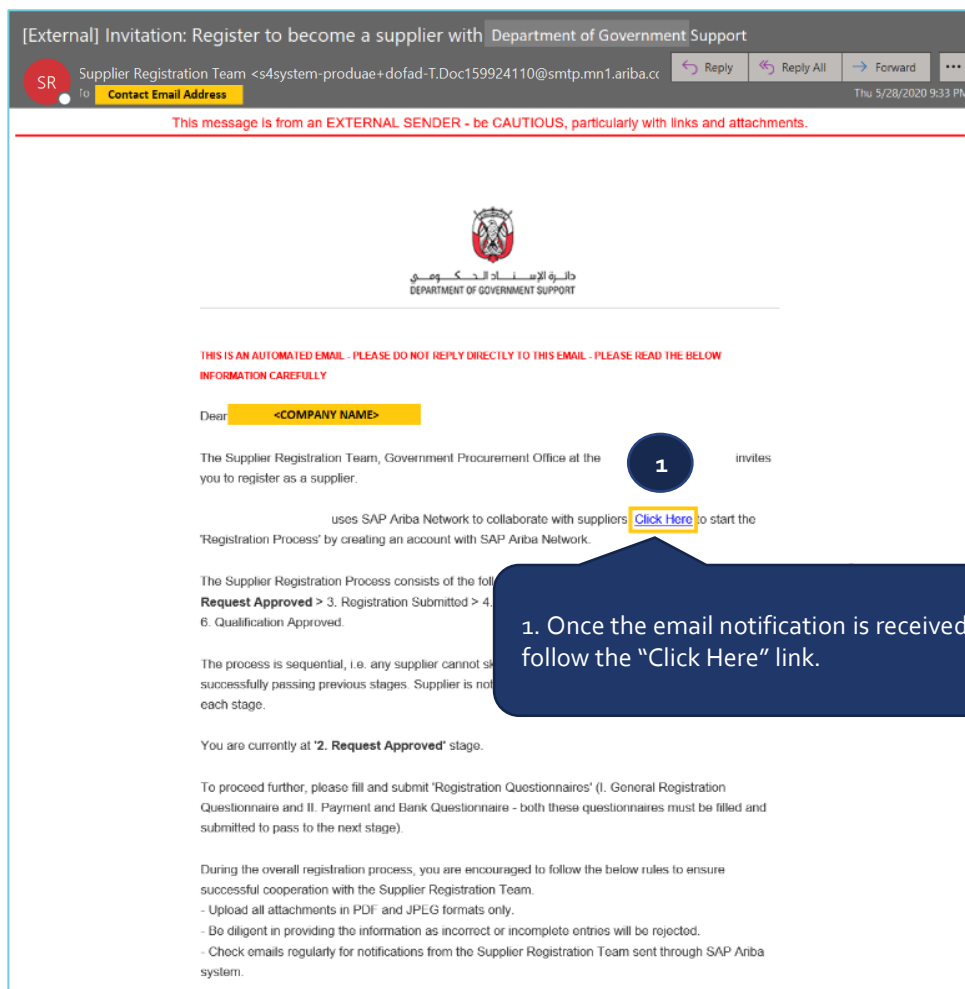 [External] Invitation: Register to become a supplier with Department of Government Support
SR
Supplier Registration Team <s4system-produae+dofad-T.Doc159924110@smtp.mn1.ariba.cc
Reply
Reply All
Forward
...
To Contact Email Address
Thu 5/28/2020 9:33 PM
This message is from an EXTERNAL SENDER - be CAUTIOUS, particularly with links and attachments.
دائـرة الإســنــاد الـحـكــومــي
DEPARTMENT OF GOVERNMENT SUPPORT
THIS IS AN AUTOMATED EMAIL - PLEASE DO NOT REPLY DIRECTLY TO THIS EMAIL - PLEASE READ THE BELOW
INFORMATION CAREFULLY
Dear <COMPANY NAME>
The Supplier Registration Team, Government Procurement Office at the invites
you to register as a supplier.
1
uses SAP Ariba Network to collaborate with suppliers Click Here to start the
'Registration Process' by creating an account with SAP Ariba Network.
The Supplier Registration Process consists of the foll
Request Approved > 3. Registration Submitted > 4.
6. Qualification Approved.
1. Once the email notification is received
follow the “Click Here” link.
The process is sequential, i.e. any supplier cannot sk
successfully passing previous stages. Supplier is not
each stage.
You are currently at '2. Request Approved' stage.
To proceed further, please fill and submit 'Registration Questionnaires' (I. General Registration
Questionnaire and II. Payment and Bank Questionnaire - both these questionnaires must be filled and
submitted to pass to the next stage).
During the overall registration process, you are encouraged to follow the below rules to ensure
successful cooperation with the Supplier Registration Team.
- Upload all attachments in PDF and JPEG formats only.
- Be diligent in providing the information as incorrect or incomplete entries will be rejected.
- Check emails regularly for notifications from the Supplier Registration Team sent through SAP Ariba
system.